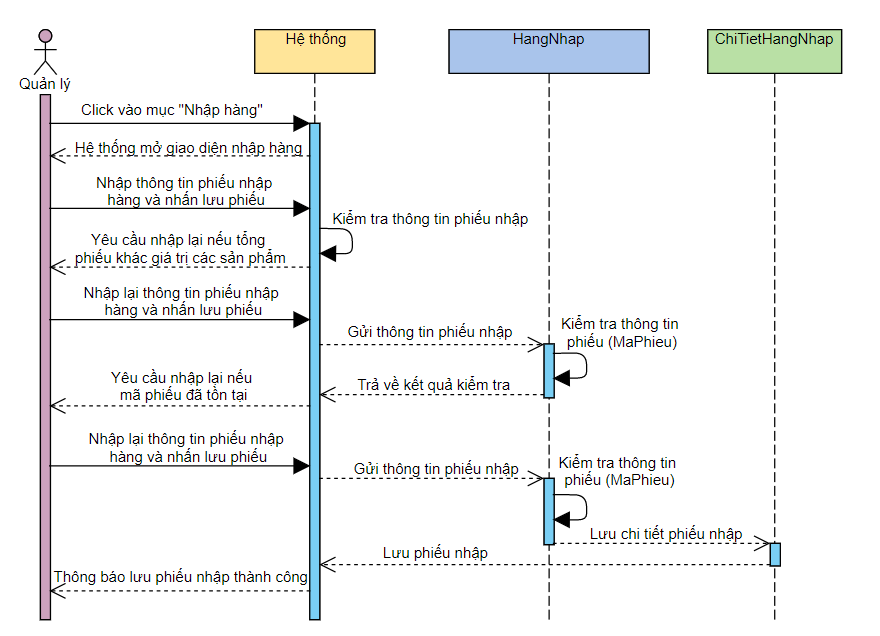 Hệ thống
HangNhap
ChiTietHangNhap
Quản lý
Click vào mục "Nhập hàng"
Hệ thống mở giao diện nhập hàng
Nhập thông tin phiếu nhập
hàng và nhấn lưu phiếu
Kiểm tra thông tin phiếu nhập
Yêu cầu nhập lại nếu tổng
phiếu khác giá trị các sản phẩm
Nhập lại thông tin phiếu nhập
hàng và nhấn lưu phiếu
Gửi thông tin phiếu nhập
Kiểm tra thông tin
phiếu (MaPhieu)
Trả về kết quả kiểm tra
Yêu cầu nhập lại nếu
mã phiếu đã tồn tại
Nhập lại thông tin phiếu nhập
hàng và nhấn lưu phiếu
Gửi thông tin phiếu nhập
Kiểm tra thông tin
phiếu (MaPhieu)
Lưu chi tiết phiếu nhập
Lưu phiếu nhập
Thông báo lưu phiếu nhập thành công